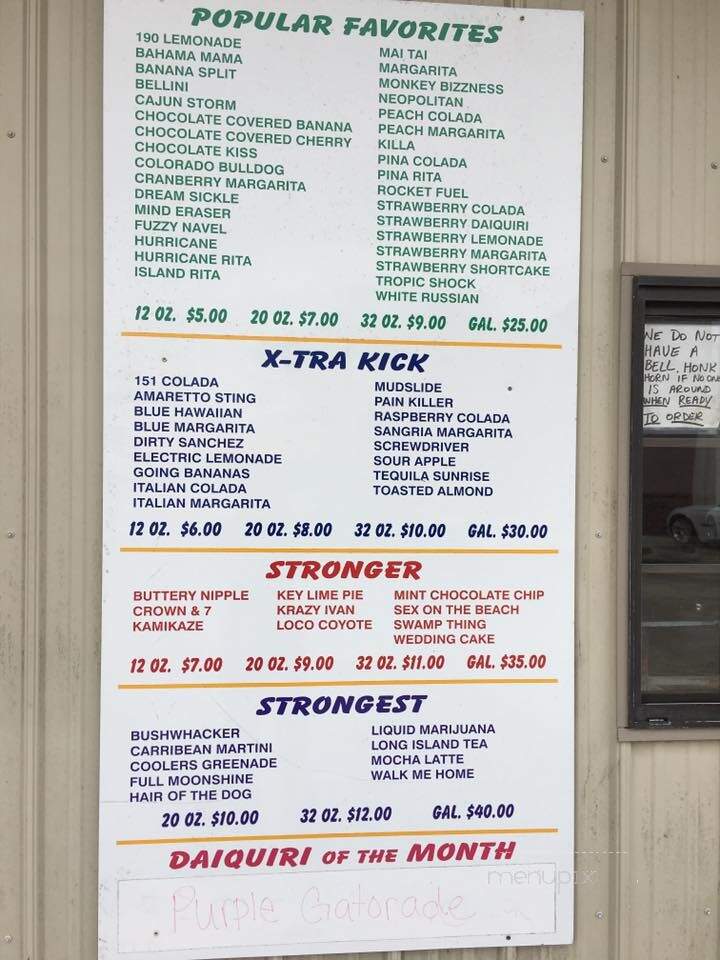 POPULAR FAVORITES
190 LEMONADE
BAHAMA MAMA
BANANA SPLIT
BELLINI
CAJUN STORM
CHOCOLATE COVERED BANANA
CHOCOLATE COVERED CHERRY
CHOCOLATE KISS
COLORADO BULLDOG
CRANBERRY MARGARITA
DREAM SICKLE
MIND ERASER
FUZZY NAVEL
HURRICANE
HURRICANE RITA
ISLAND RITA
MAI TAI
MARGARITA
MONKEY BIZZNESS
NEOPOLITAN
PEACH COLADA
PEACH MARGARITA
KILLA
PINA COLADA
PINA RITA
ROCKET FUEL
STRAWBERRY COLADA
STRAWBERRY DAIQUIRI
STRAWBERRY LEMONADE
STRAWBERRY MARGARITA
STRAWBERRY SHORTCAKE
TROPIC SHOCK
WHITE RUSSIAN
12 OZ. $5.00 20 OZ. $7.00 32 OZ. $9.00 GAL. $25.00
X-TRA KICK
151 COLADA
AMARETTO STING
BLUE HAWAIIAN
BLUE MARGARITA
DIRTY SANCHEZ
ELECTRIC LEMONADE
GOING BANANAS
ITALIAN COLADA
ITALIAN MARGARITA
MUDSLIDE
PAIN KILLER
RASPBERRY COLADA
SANGRIA MARGARITA
SCREWDRIVER
SOUR APPLE
TEQUILA SUNRISE
TOASTED ALMOND
12 OZ. $6.00 20 OZ. $8.00 32 OZ. $10.00 GAL. $30.00
STRONGER
BUTTERY NIPPLE
CROWN & 7
KAMIKAZE
KEY LIME PIE
KRAZY IVAN
LOCO COYOTE
MINT CHOCOLATE CHIP
SEX ON THE BEACH
SWAMP THING
WEDDING CAKE
12 OZ. $7.00 20 OZ. $9.00 32 OZ. $11.00 GAL. $35.00
STRONGEST
BUSHWHACKER
CARRIBEAN MARTINI
COOLERS GREENADE
FULL MOONSHINE
HAIR OF THE DOG
LIQUID MARIJUANA
LONG ISLAND TEA
MOCHA LATTE
WALK ME HOME
20 OZ. $10.00 32 OZ. $12.00 GAL. $40.00
DAIQUIRI OF THE MONTH
Purple Gatorade
menupix
WE DO NOT
HAVE A
BELL, HONK
HORN IF NO ONE
IS AROUND
WHEN READY
TO ORDER